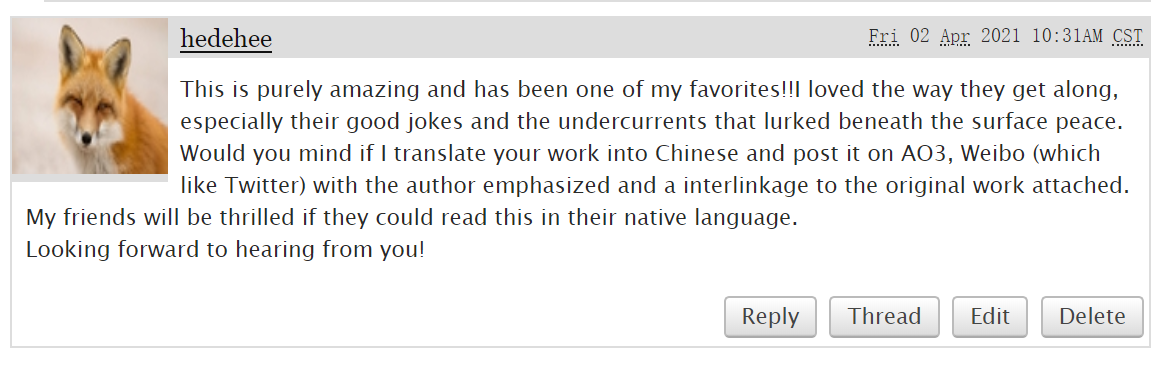 hedehee
Fri 02 Apr 2021 10:31AM CST
This is purely amazing and has been one of my favorites!!I loved the way they get along,
especially their good jokes and the undercurrents that lurked beneath the surface peace.
Would you mind if I translate your work into Chinese and post it on AO3, Weibo (which
like Twitter) with the author emphasized and a interlinkage to the original work attached.
My friends will be thrilled if they could read this in their native language.
Looking forward to hearing from you!
Reply Thread Edit Delete